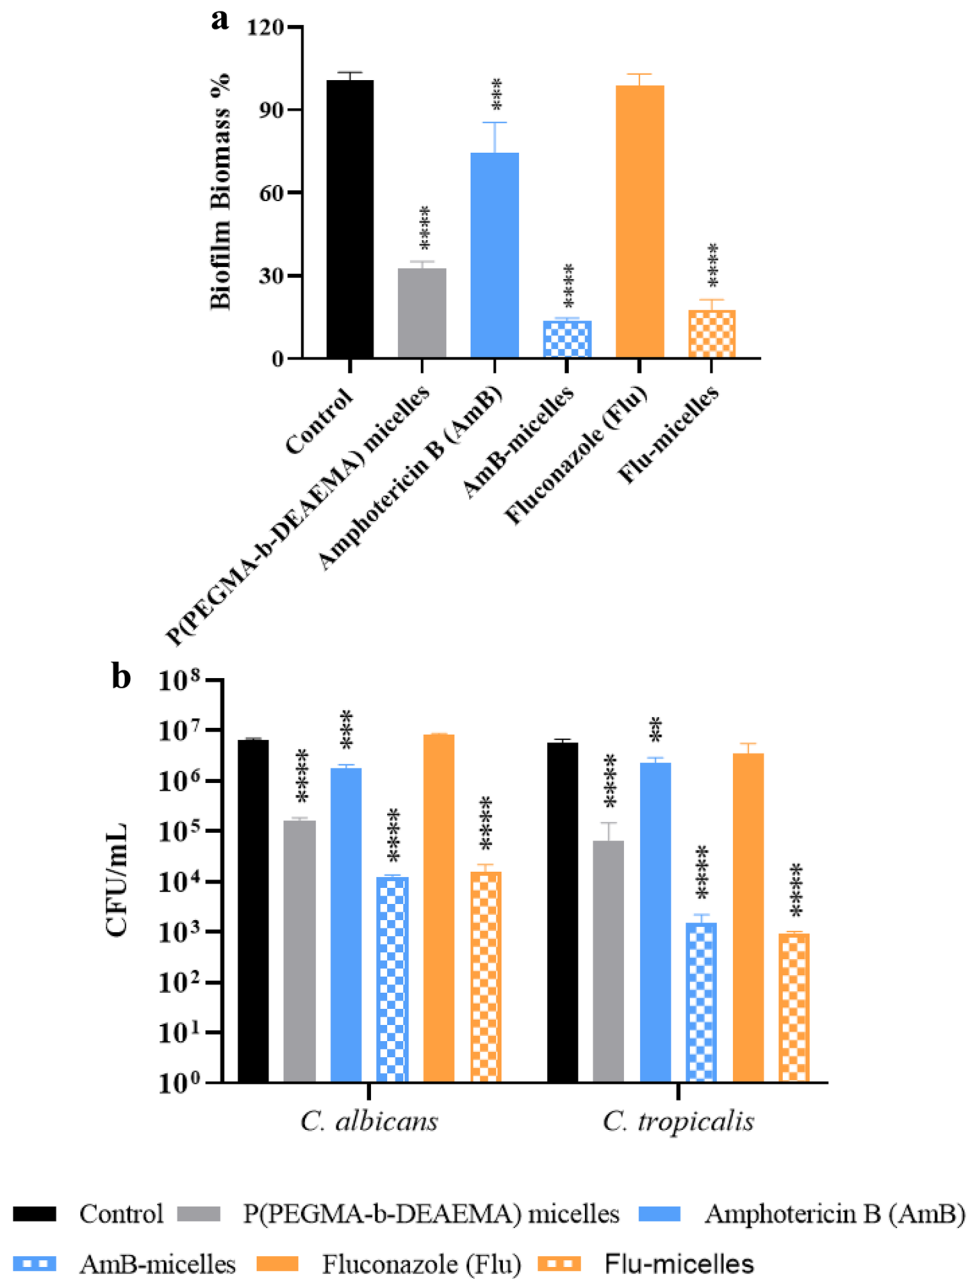 a
Biofilm Biomass %
120
90
60
30
0
***
****
****
****
Control
P(PEGMA-b-DEAEMA) micelles
Amphotericin B (AmB)
AmB-micelles
Fluconazole (Flu)
Flu-micelles
b
CFU/mL
10⁸
10⁷
10⁶
10⁵
10⁴
10³
10²
10¹
10⁰
****
***
****
****
****
**
****
****
C. albicans
C. tropicalis
Control P(PEGMA-b-DEAEMA) micelles Amphotericin B (AmB)
AmB-micelles Fluconazole (Flu) Flu-micelles